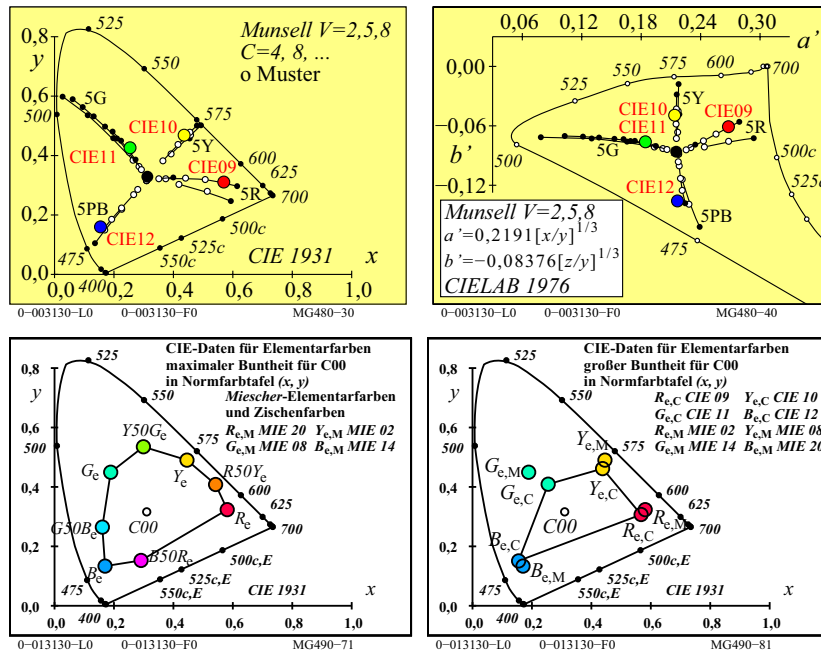 Munsell V=2,5,8
C=4, 8, ...
o Muster
0,8
y
0,6
0,4
0,2
0,0
0,0
0,2
0,4
0,6
0,8
1,0
x
525
550
575
600
625
700
500
475
400
500c
525c
550c
5G
5Y
5R
5PB
CIE10
CIE11
CIE09
CIE12
CIE 1931
0-003130-L0
0-003130-F0
MG480-30
0,06
0,12
0,18
0,24
0,30
a’
0,00
-0,06
b’
-0,12
525
550
575
600
700
500
500c
525c
475
5Y
5G
5R
5PB
CIE10
CIE09
CIE11
CIE12
Munsell V=2,5,8
a’=0,2191[x/y]1/3
b’=-0,08376[z/y]1/3
CIELAB 1976
0-003130-L0
0-003130-F0
MG480-40
CIE-Daten für Elementarfarben
maximaler Buntheit für C00
in Normfarbtafel (x, y)
Miescher-Elementarfarben
und Zischenfarben
Re,M MIE 20 Ye,M MIE 02
Ge,M MIE 08 Be,M MIE 14
0,8
y
0,6
0,4
0,2
0,0
0,0
0,2
0,4
0,6
0,8
1,0
x
525
550
575
600
625
700
500
475
400
500c,E
525c,E
550c,E
Y50Ge
Ye
R50Ye
Ge
Re
G50Be
C00
B50Re
Be
CIE 1931
0-013130-L0
0-013130-F0
MG490-71
CIE-Daten für Elementarfarben
großer Buntheit für C00
in Normfarbtafel (x, y)
Re,C CIE 09 Ye,C CIE 10
Ge,C CIE 11 Be,C CIE 12
Re,M MIE 02 Ye,M MIE 08
Ge,M MIE 14 Be,M MIE 20
0,8
y
0,6
0,4
0,2
0,0
0,0
0,2
0,4
0,6
0,8
1,0
x
525
550
575
600
625
700
500
475
400
500c,E
525c,E
550c,E
Ye,M
Ge,M
Ye,C
Ge,C
Re,M
Re,C
C00
Be,C
Be,M
CIE 1931
0-013130-L0
0-013130-F0
MG490-81